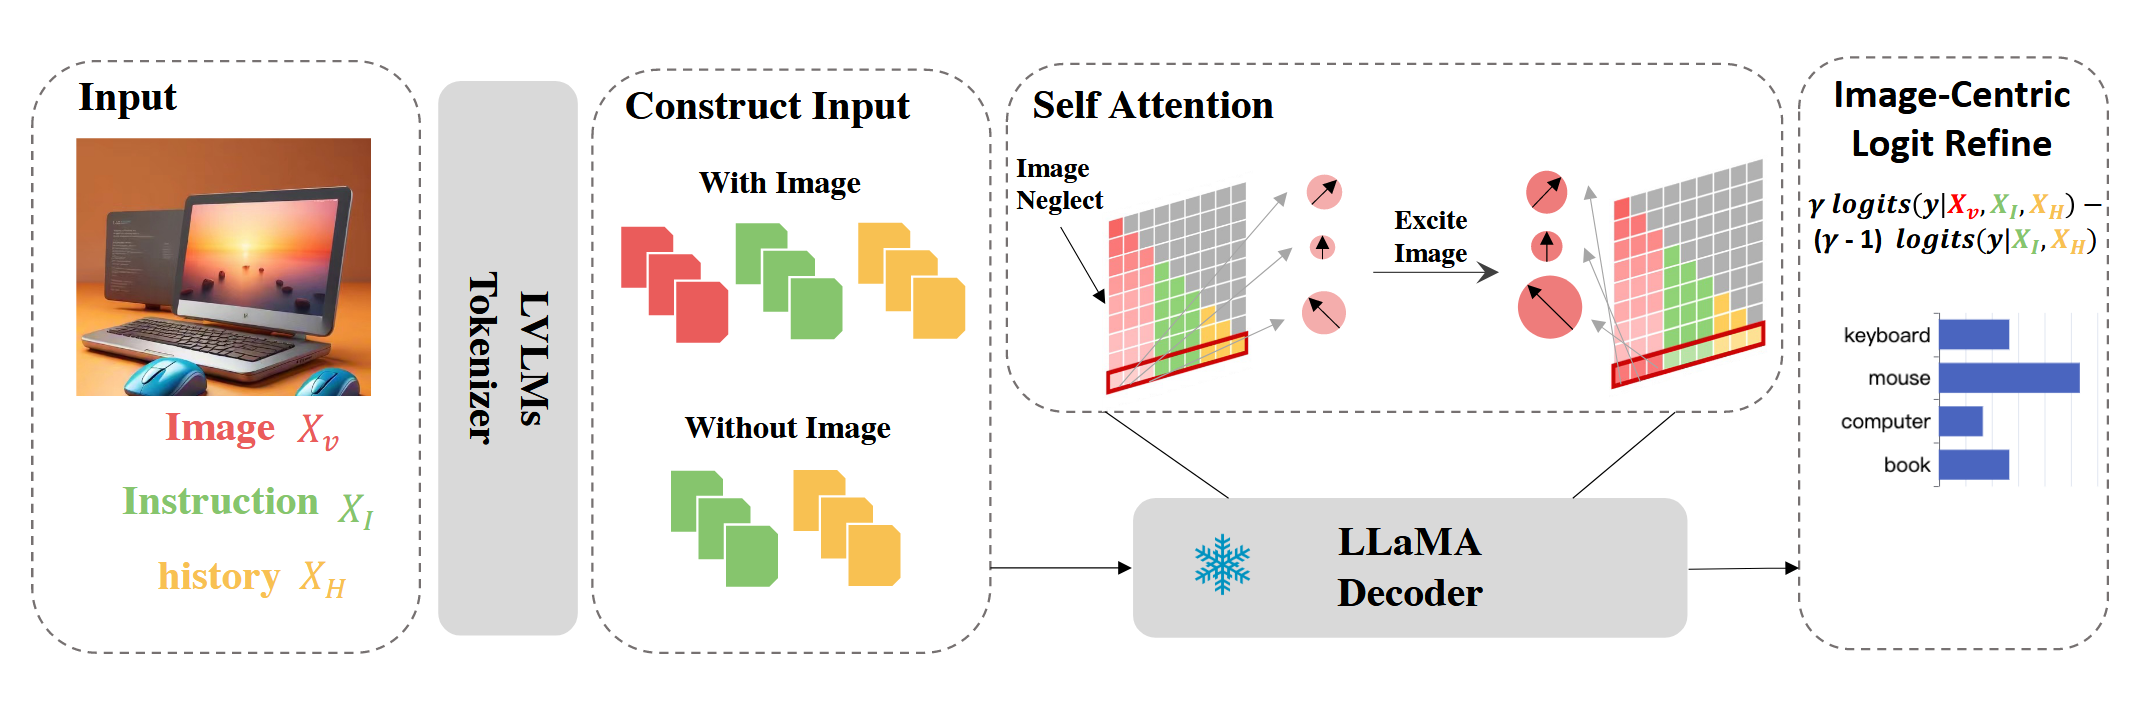 Input
Image X_v
Instruction X_I
history X_H
LVLMs
Tokenizer
Construct Input
With Image
Without Image
Self Attention
Image
Neglect
Excite
Image
LLaMA
Decoder
Image-Centric
Logit Refine
γ logits(y|X_v, X_I, X_H) −
(γ - 1) logits(y|X_I, X_H)
keyboard
mouse
computer
book